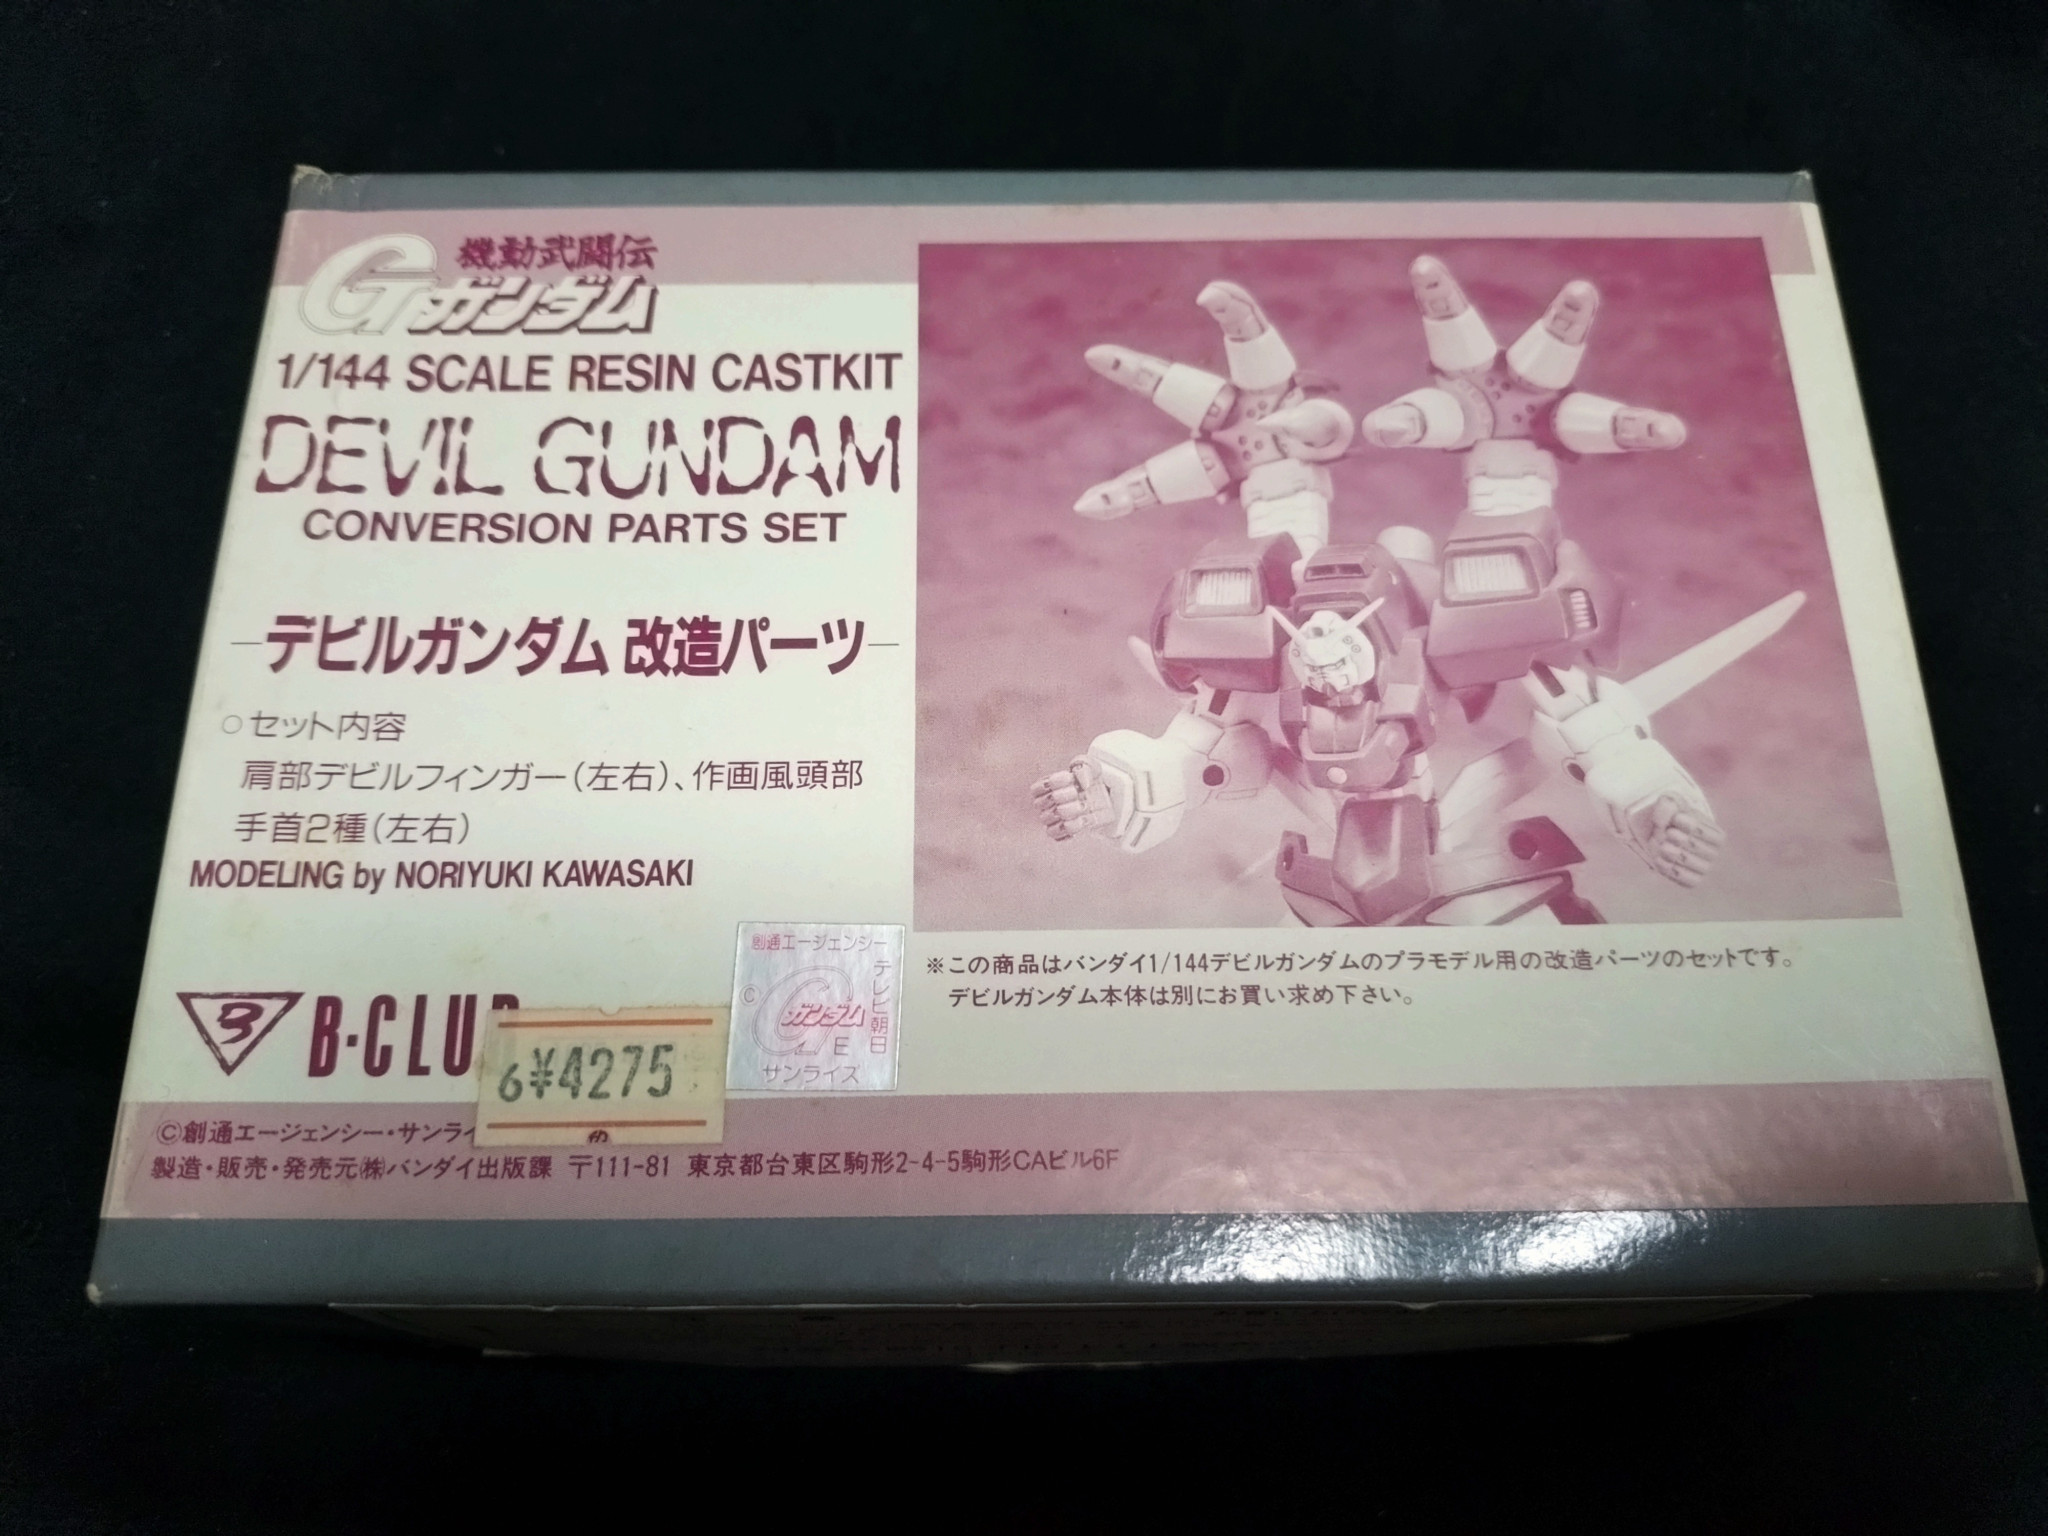 機動武闘伝
Gガンダム
1/144 SCALE RESIN CASTKIT
DEVIL GUNDAM
CONVERSION PARTS SET
デビルガンダム 改造パーツ
○セット内容
肩部デビルフィンガー(左右)、作画風頭部
手首2種(左右)
MODELING by NORIYUKI KAWASAKI
※この商品はバンダイ1/144デビルガンダムのプラモデル用の改造パーツのセットです。
デビルガンダム本体は別にお買い求め下さい。
B B・CLU
6¥4275
創通エージェンシー
テレビ朝日
©Gガンダム
E
サンライズ
©創通エージェンシー・サンライ
製造・販売・発売元㈱バンダイ出版課 〒111-81 東京都台東区駒形2-4-5駒形CAビル6F